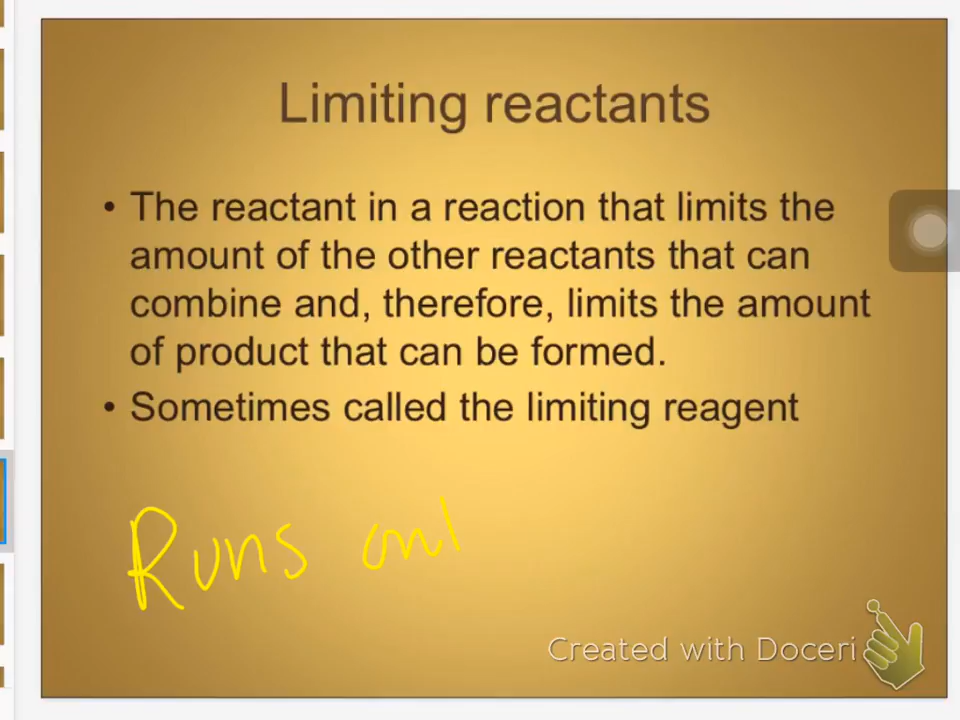 Limiting reactants
• The reactant in a reaction that limits the
amount of the other reactants that can
combine and, therefore, limits the amount
of product that can be formed.
• Sometimes called the limiting reagent
Runs
Created with Doceri